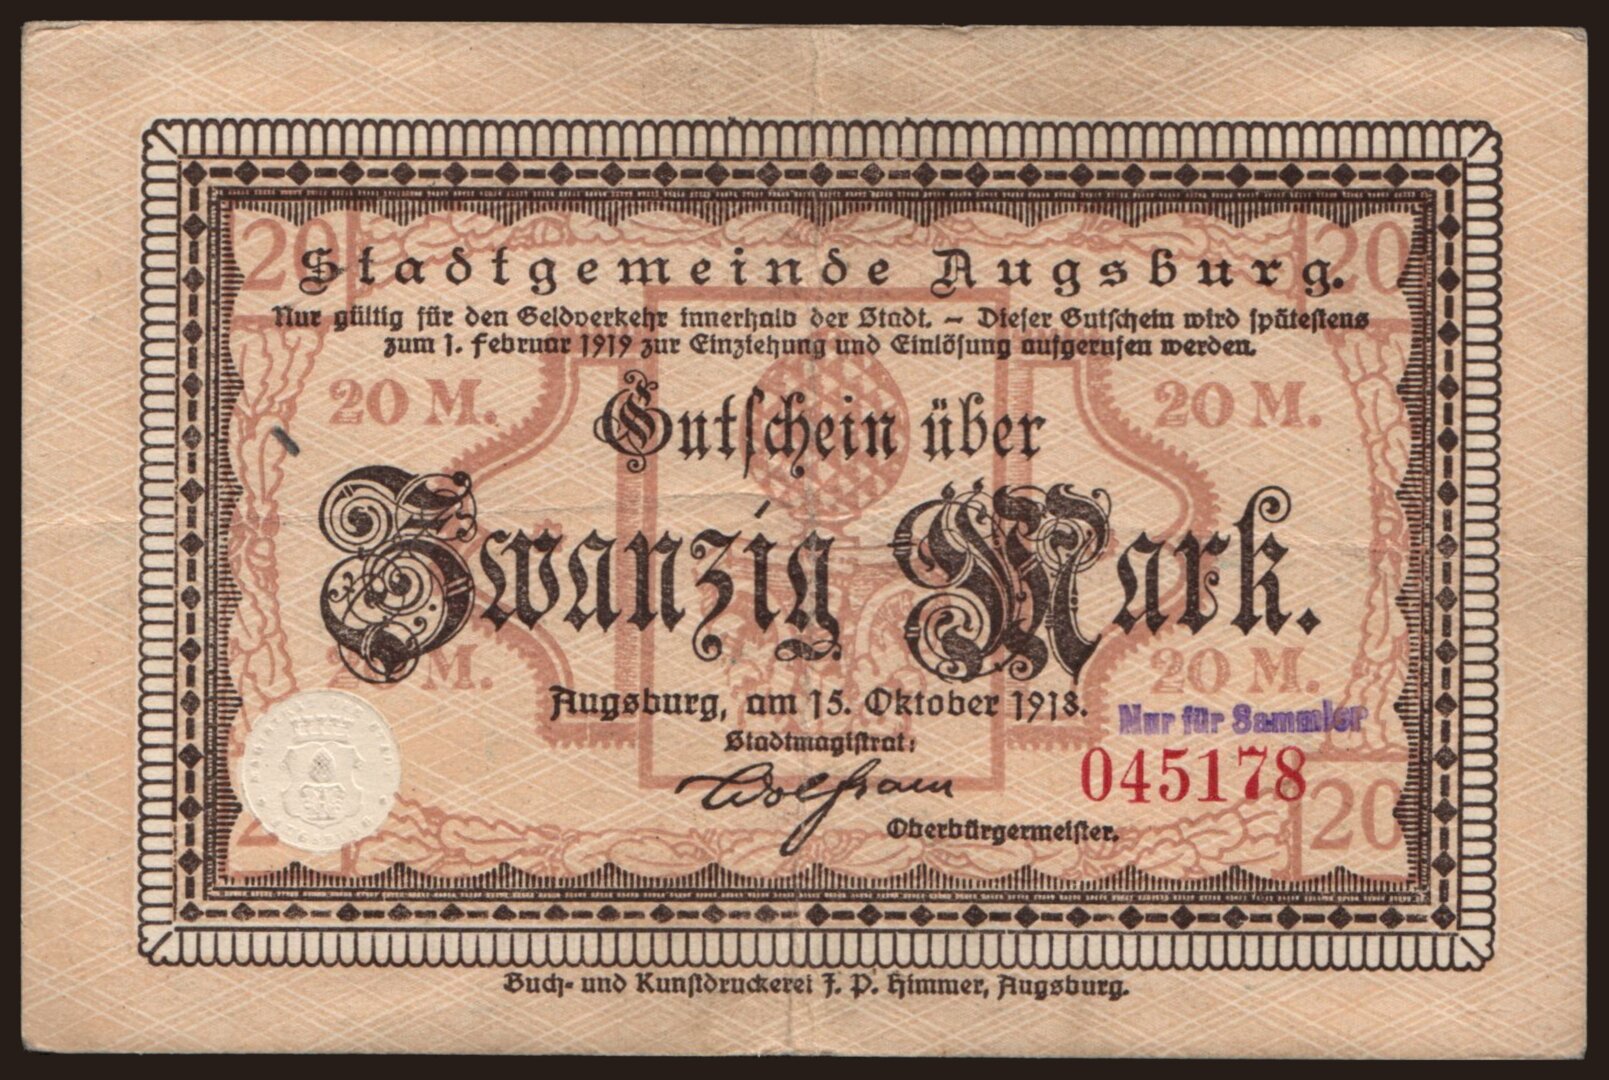 20 20
Stadtgemeinde Augsburg.
Nur gültig für den Geldverkehr innerhalb der Stadt. – Dieser Gutschein wird spätestens
zum 1. Februar 1919 zur Einziehung und Einlösung aufgerufen werden.
20 M. 20 M.
Gutschein über
Zwanzig Mark.
20 M. 20 M.
Augsburg, am 15. Oktober 1918.
Nur für Sammler
Stadtmagistrat:
045178
Wolfram
20
Oberbürgermeister.
Buch- und Kunstdruckerei J. P. Himmer, Augsburg.